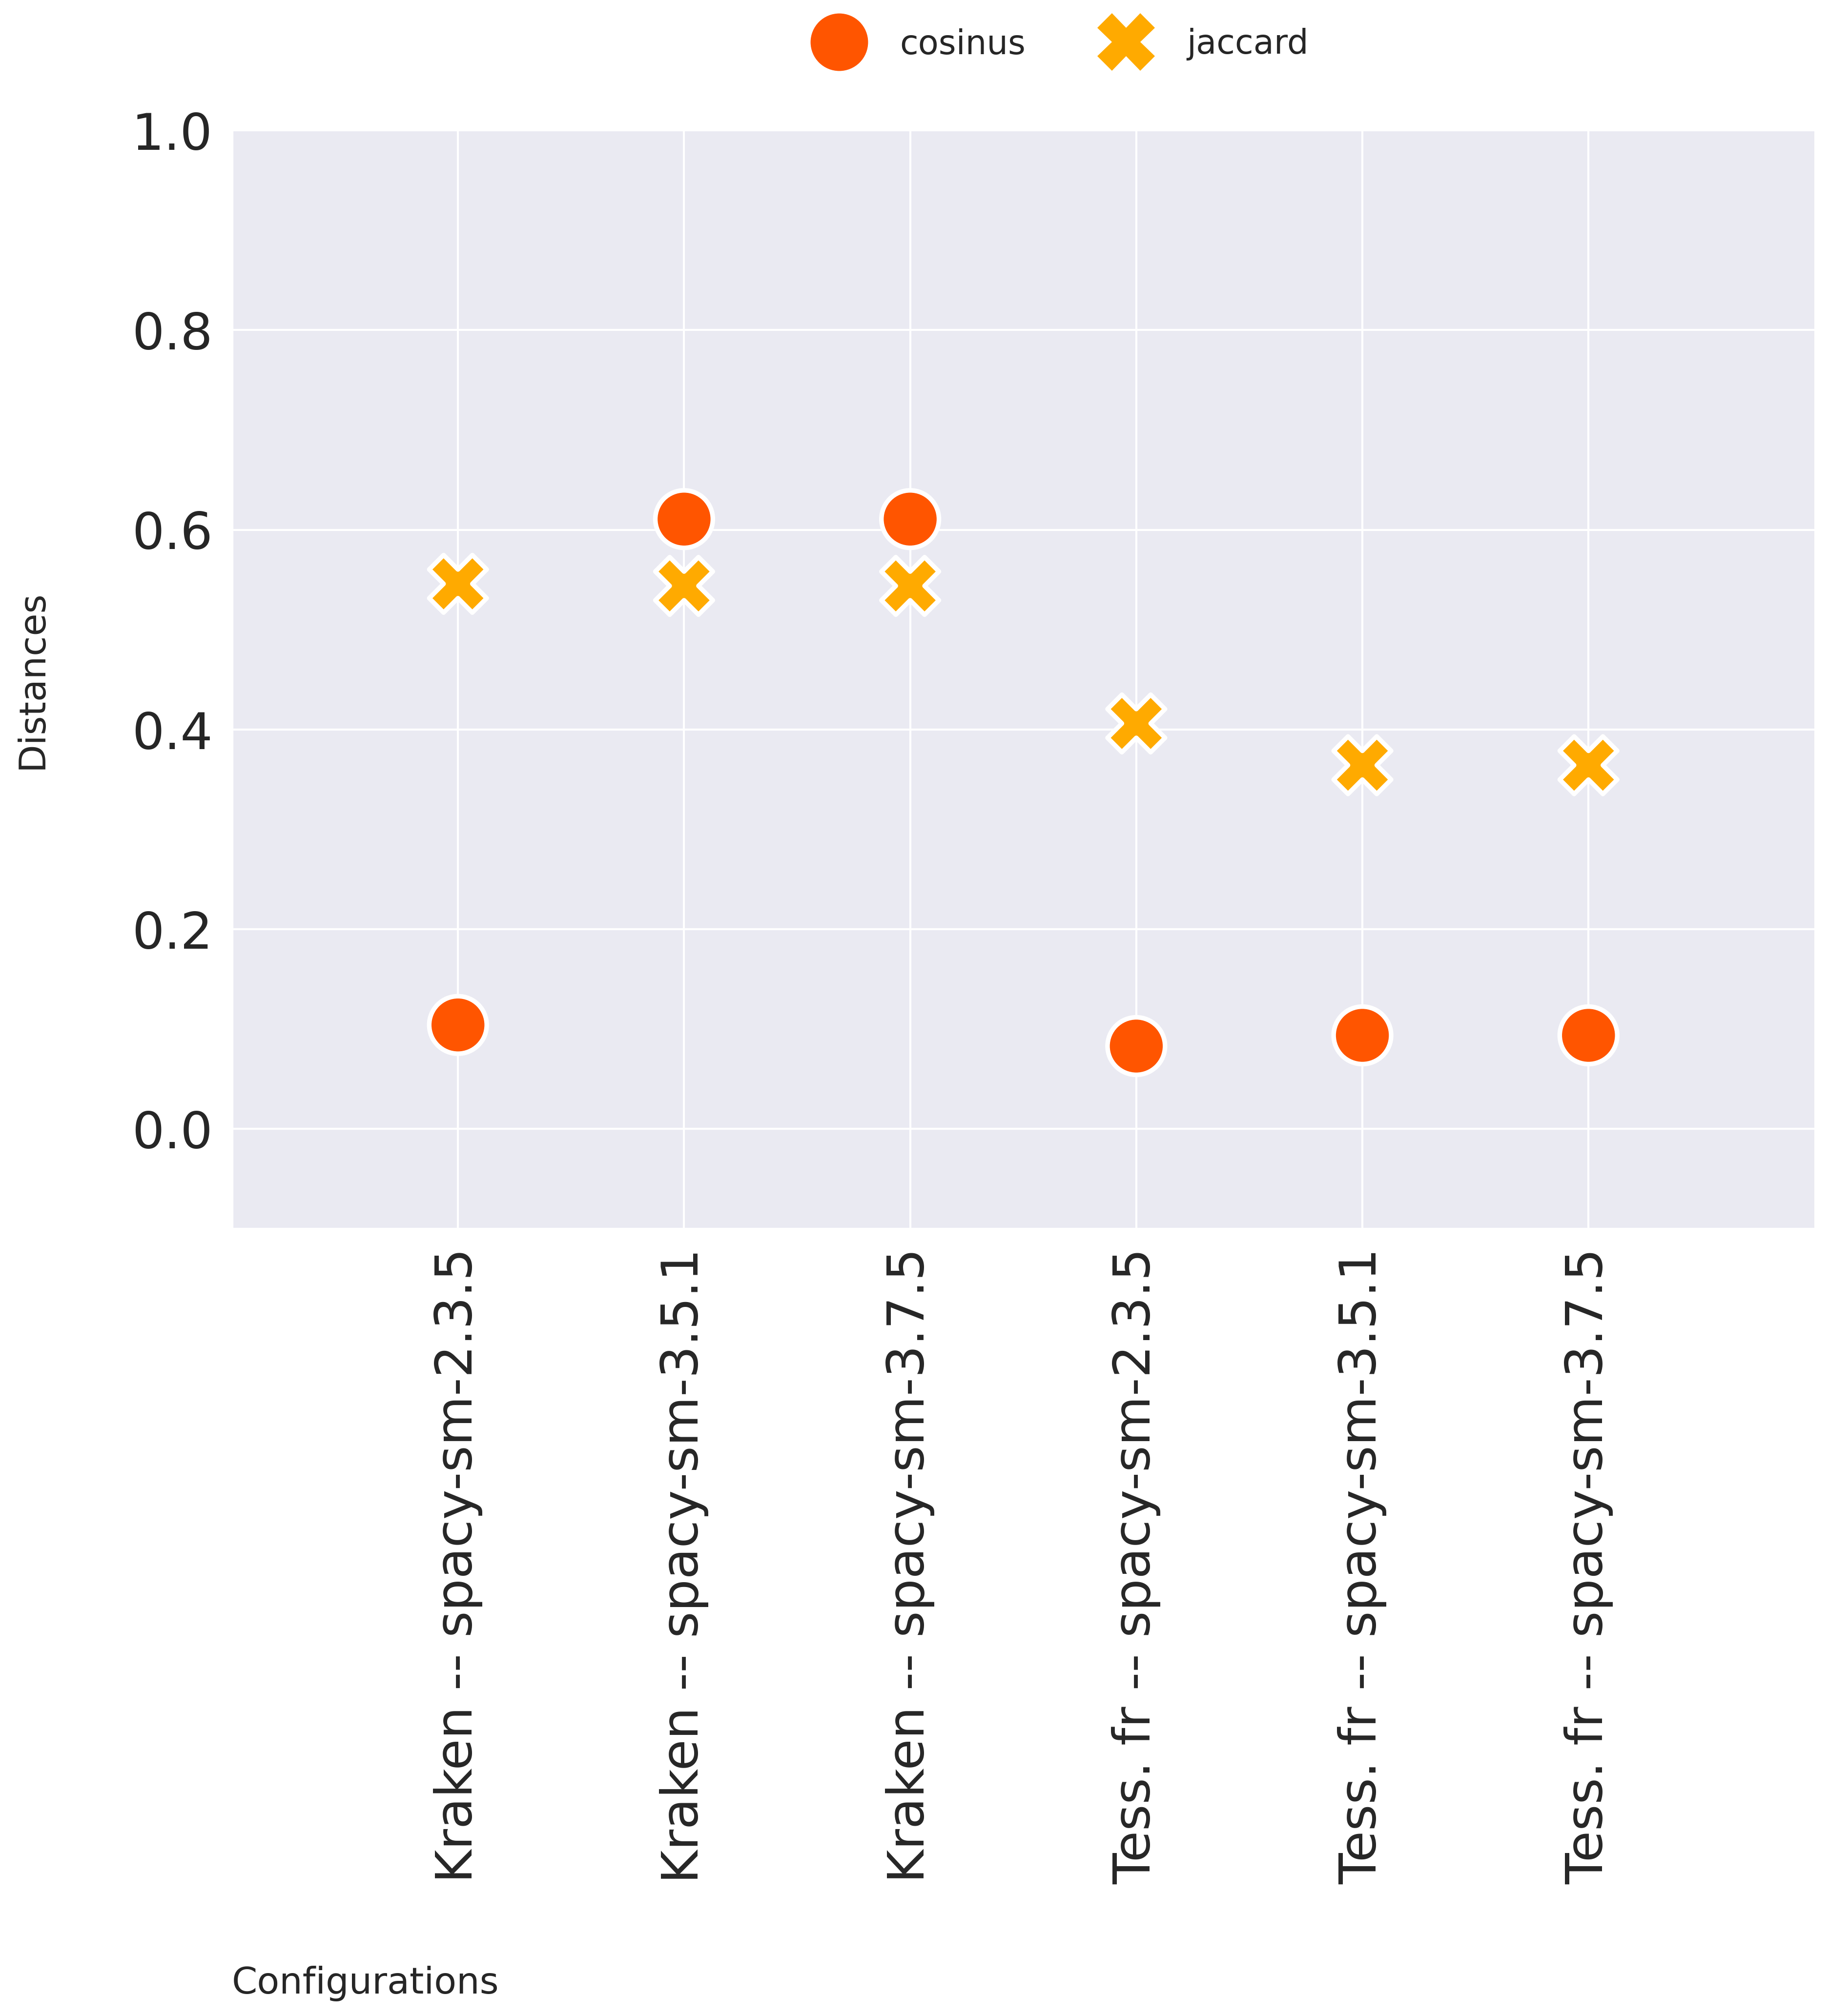 cosinus jaccard
1.0
0.8
0.6
0.4
0.2
0.0
Distances
Kraken -- spacy-sm-2.3.5
Kraken -- spacy-sm-3.5.1
Kraken -- spacy-sm-3.7.5
Tess. fr -- spacy-sm-2.3.5
Tess. fr -- spacy-sm-3.5.1
Tess. fr -- spacy-sm-3.7.5
Configurations